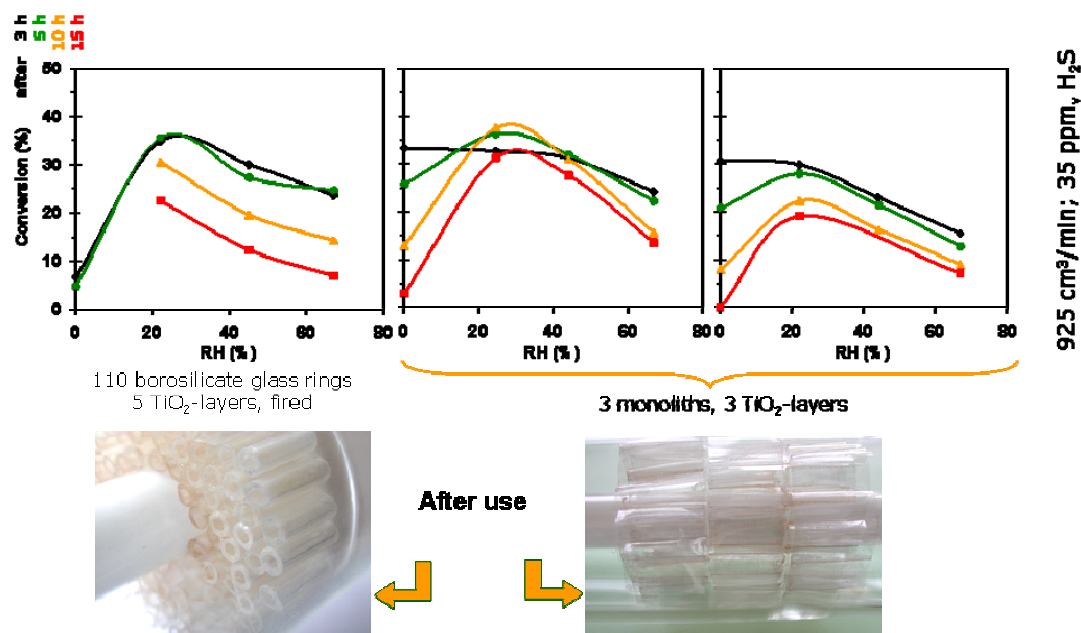 after 3 h
5 h
10 h
15 h
Conversion (%)
50
40
30
20
10
0
0 20 40 60 80
RH (%)
0 20 40 60 80
RH (%)
0 20 40 60 80
RH (%)
925 cm³/min; 35 ppm, H₂S
110 borosilicate glass rings
5 TiO₂-layers, fired
3 monoliths, 3 TiO₂-layers
After use